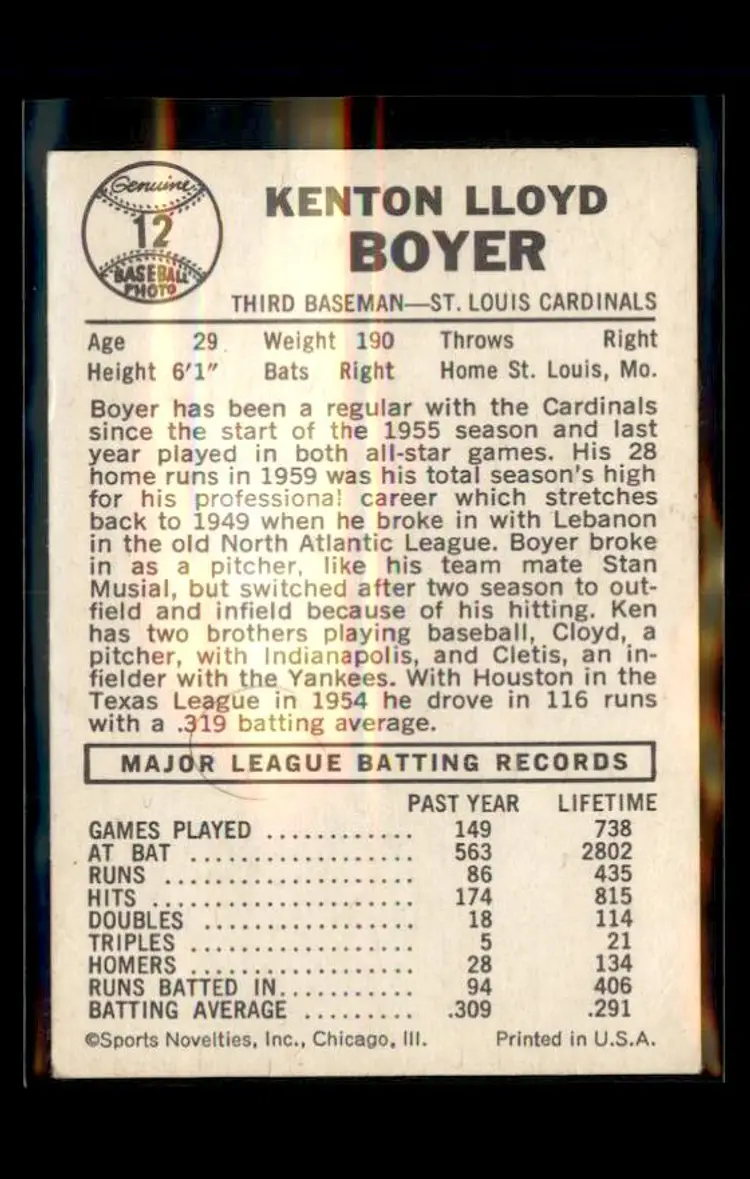 Genuine
12
BASEBALL
PHOTO
KENTON LLOYD
BOYER
THIRD BASEMAN—ST. LOUIS CARDINALS
Age 29 Weight 190 Throws Right
Height 6'1" Bats Right Home St. Louis, Mo.
Boyer has been a regular with the Cardinals
since the start of the 1955 season and last
year played in both all-star games. His 28
home runs in 1959 was his total season's high
for his professional career which stretches
back to 1949 when he broke in with Lebanon
in the old North Atlantic League. Boyer broke
in as a pitcher, like his team mate Stan
Musial, but switched after two season to out-
field and infield because of his hitting. Ken
has two brothers playing baseball, Cloyd, a
pitcher, with Indianapolis, and Cletis, an in-
fielder with the Yankees. With Houston in the
Texas League in 1954 he drove in 116 runs
with a .319 batting average.
MAJOR LEAGUE BATTING RECORDS
PAST YEAR LIFETIME
GAMES PLAYED ............ 149 738
AT BAT .................. 563 2802
RUNS .................... 86 435
HITS ..................... 174 815
DOUBLES ................. 18 114
TRIPLES .................. 5 21
HOMERS .................. 28 134
RUNS BATTED IN........... 94 406
BATTING AVERAGE ......... .309 .291
©Sports Novelties, Inc., Chicago, Ill. Printed in U.S.A.